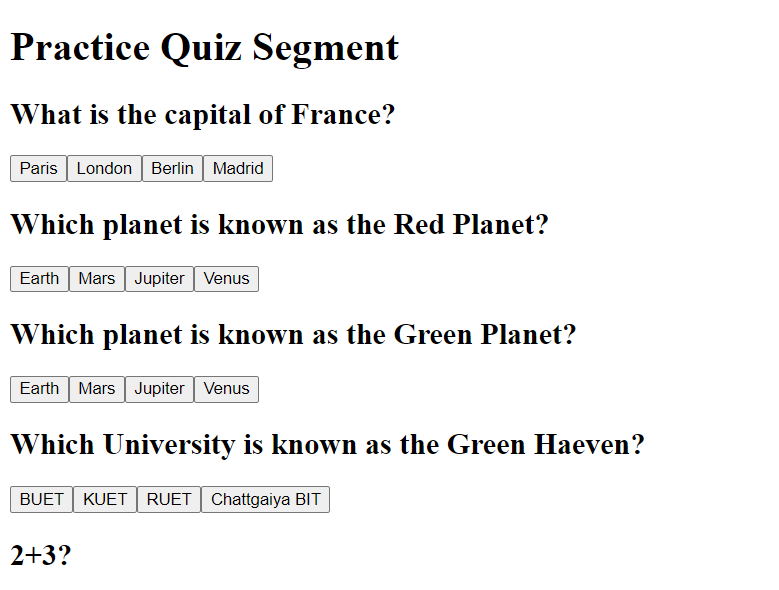 Practice Quiz Segment
What is the capital of France?
Paris London Berlin Madrid
Which planet is known as the Red Planet?
Earth Mars Jupiter Venus
Which planet is known as the Green Planet?
Earth Mars Jupiter Venus
Which University is known as the Green Haeven?
BUET KUET RUET Chattgaiya BIT
2+3?